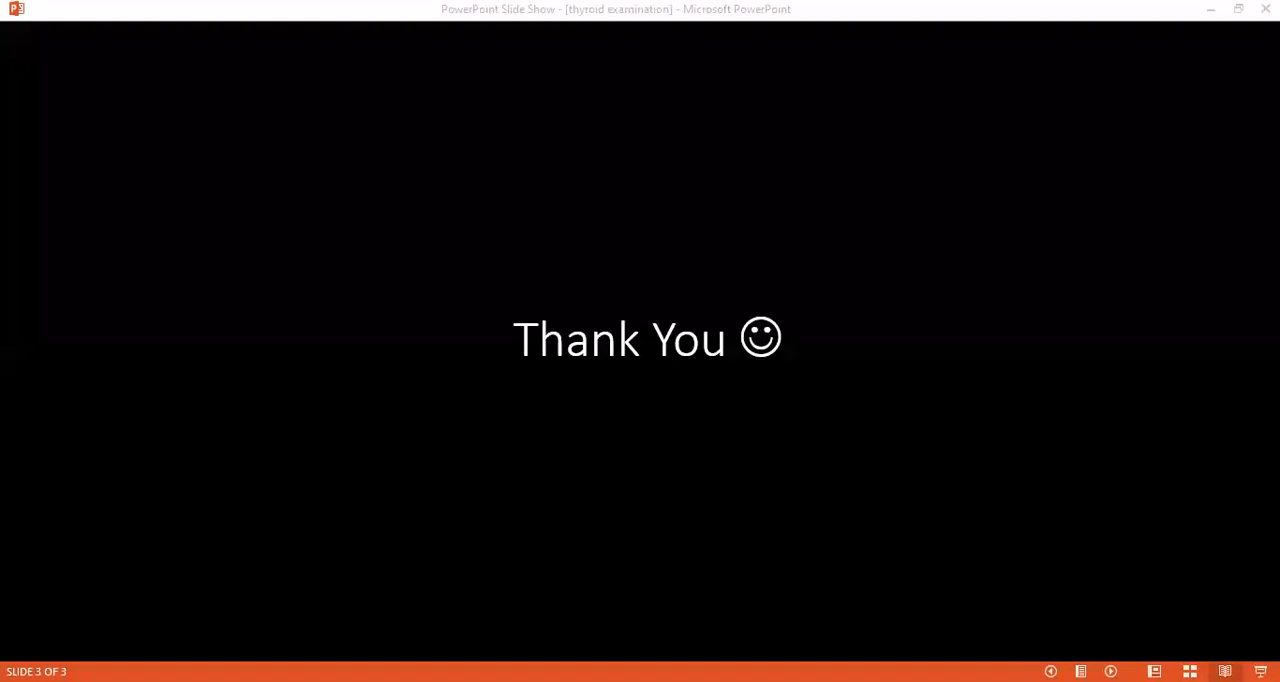 PowerPoint Slide Show - [thyroid examination] - Microsoft PowerPoint
Thank You ☺
SLIDE 3 OF 3